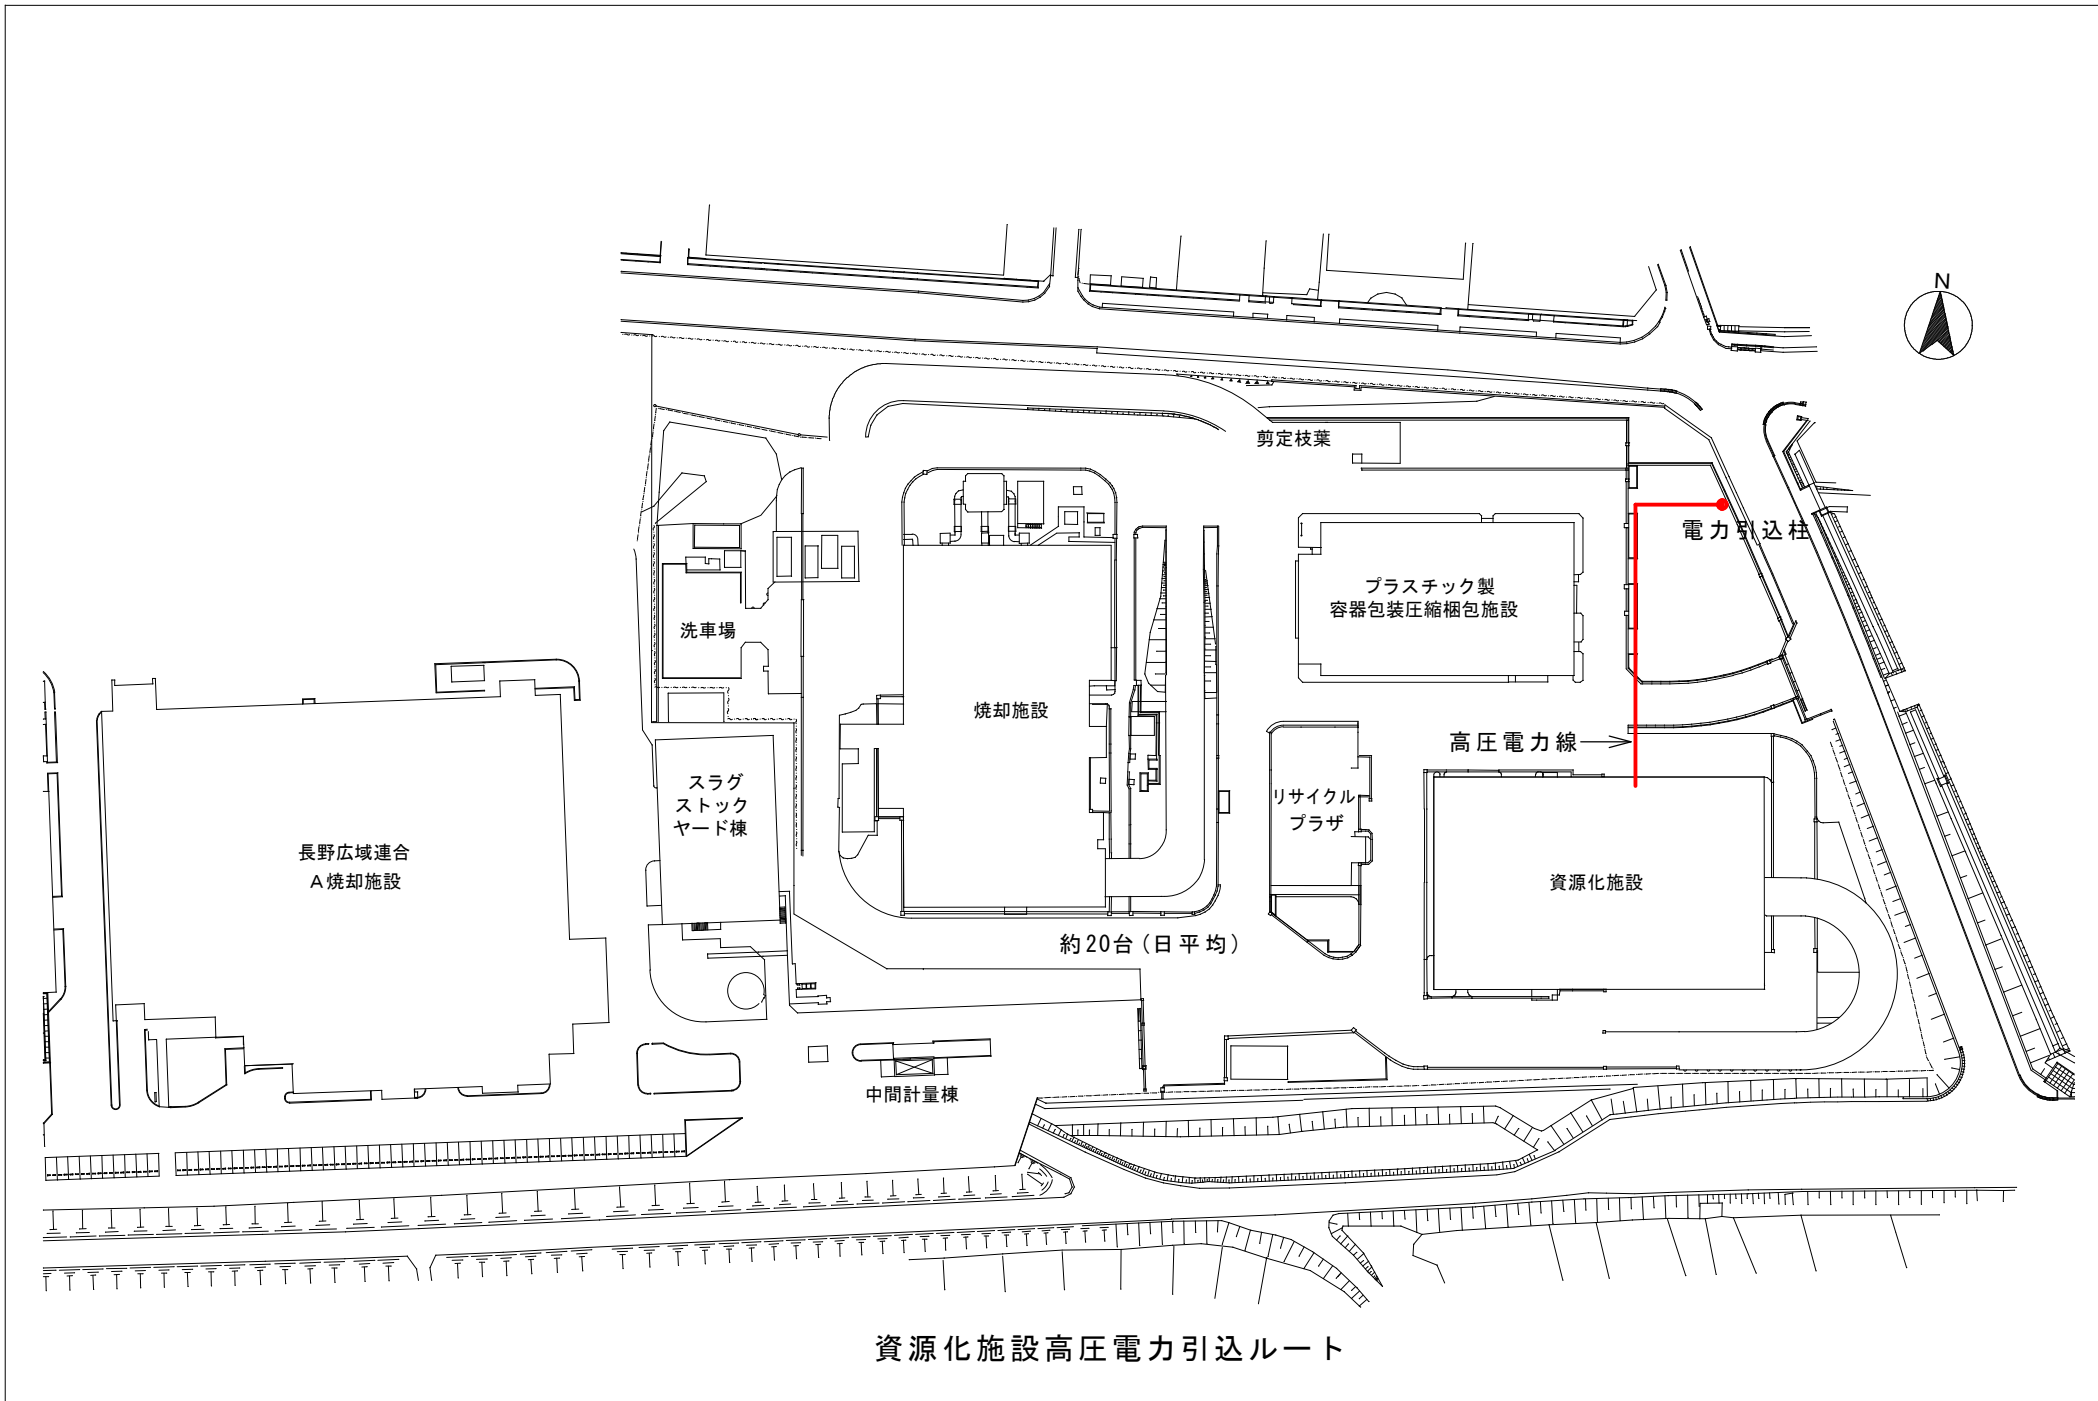 N
剪定枝葉
電力引込柱
プラスチック製
容器包装圧縮梱包施設
洗車場
焼却施設
高圧電力線
スラグ
ストック
ヤード棟
リサイクル
プラザ
長野広域連合
A焼却施設
資源化施設
約20台(日平均)
中間計量棟
資源化施設高圧電力引込ルート